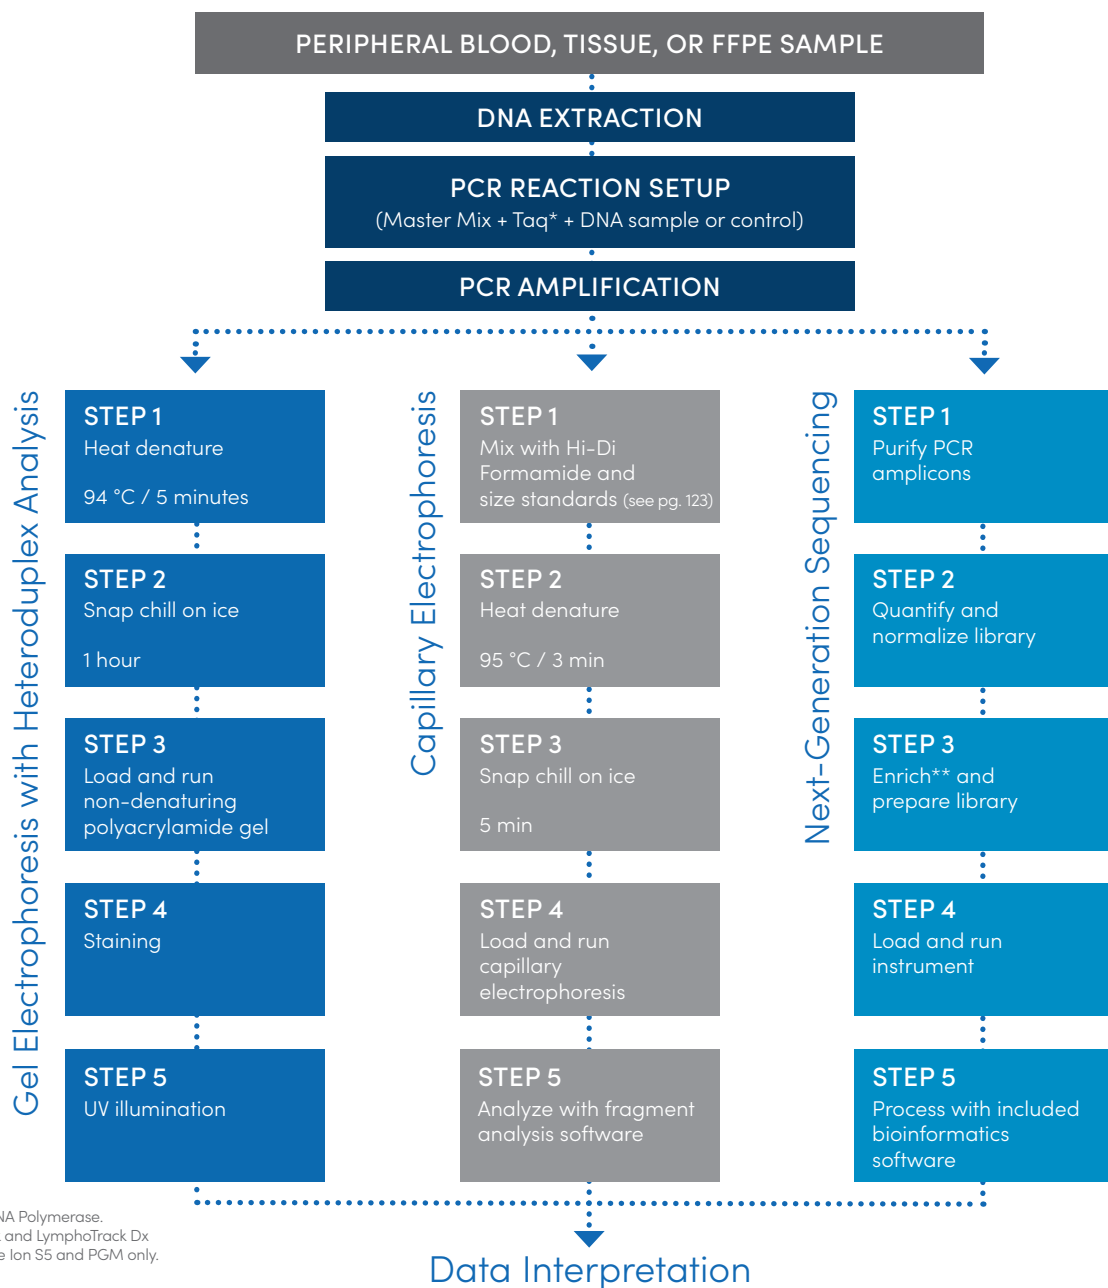 PERIPHERAL BLOOD, TISSUE, OR FFPE SAMPLE
DNA EXTRACTION
PCR REACTION SETUP
(Master Mix + Taq* + DNA sample or control)
PCR AMPLIFICATION
Gel Electrophoresis with Heteroduplex Analysis
STEP 1
Heat denature
94 °C / 5 minutes
STEP 2
Snap chill on ice
1 hour
STEP 3
Load and run
non-denaturing
polyacrylamide gel
STEP 4
Staining
STEP 5
UV illumination
Capillary Electrophoresis
STEP 1
Mix with Hi-Di
Formamide and
size standards (see pg. 123)
STEP 2
Heat denature
95 °C / 3 min
STEP 3
Snap chill on ice
5 min
STEP 4
Load and run
capillary
electrophoresis
STEP 5
Analyze with fragment
analysis software
Next-Generation Sequencing
STEP 1
Purify PCR
amplicons
STEP 2
Quantify and
normalize library
STEP 3
Enrich** and
prepare library
STEP 4
Load and run
instrument
STEP 5
Process with included
bioinformatics
software
Polymerase.
and LymphoTrack Dx
Ion S5 and PGM only.
Data Interpretation